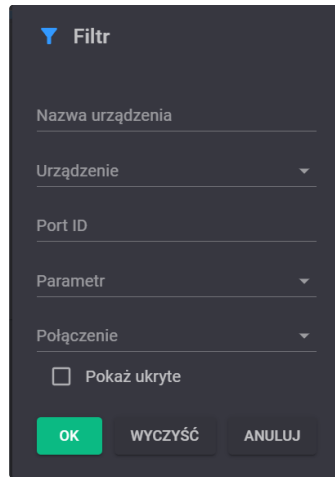 Filtr
Nazwa urządzenia
Urządzenie
Port ID
Parametr
Połączenie
Pokaż ukryte
OK WYCZYŚĆ ANULUJ